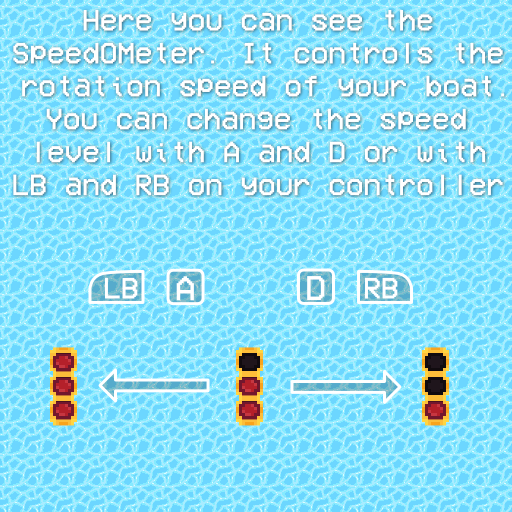 Here you can see the
SpeedOMeter. It controls the
rotation speed of your boat.
You can change the speed
level with A and D or with
LB and RB on your controller
LB A D RB